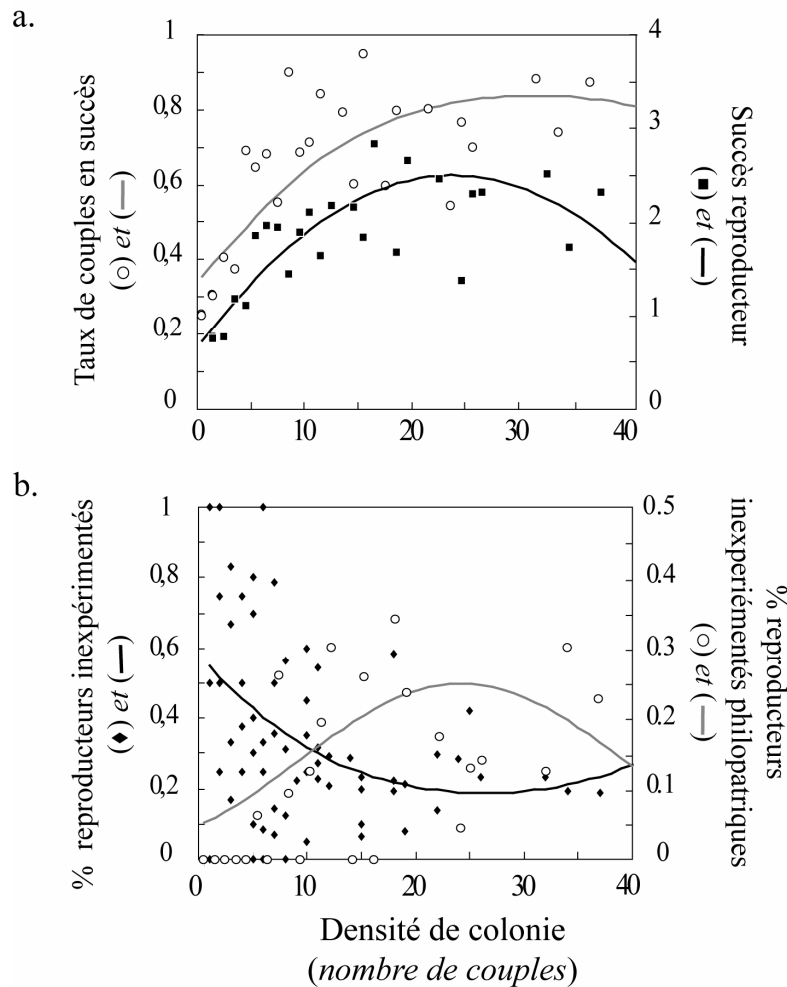 a.
Taux de couples en succès
(○) et (—)
1
0,8
0,6
0,4
0,2
0
4
3
2
1
0
Succès reproducteur
(■) et (—)
0
10
20
30
40
b.
% reproducteurs inexpérimentés
(♦) et (—)
1
0,8
0,6
0,4
0,2
0
0.5
0.4
0.3
0.2
0.1
0
% reproducteurs
inexperiémentés philopatriques
(○) et (—)
0
10
20
30
40
Densité de colonie
(nombre de couples)